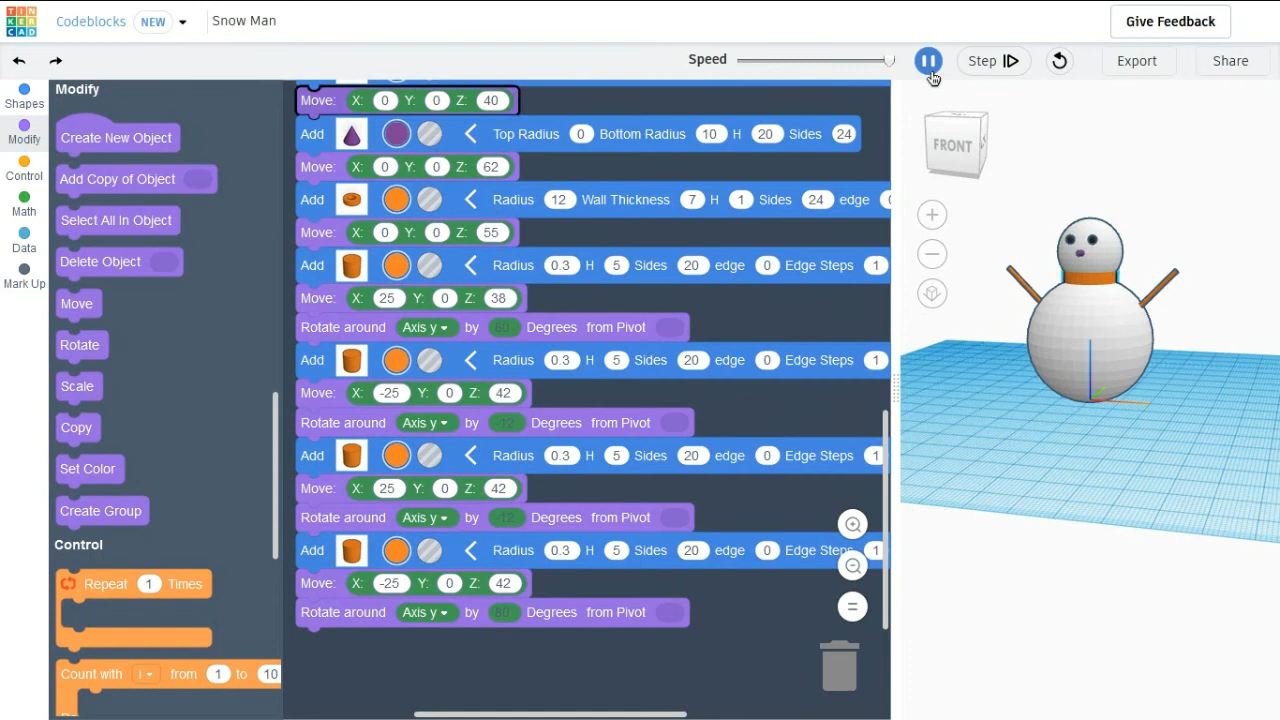 TIN KER CAD Codeblocks NEW Snow Man Give Feedback
Speed Step Export Share
Shapes
Modify
Control
Math
Data
Mark Up
Modify
Create New Object
Add Copy of Object
Select All In Object
Delete Object
Move
Rotate
Scale
Copy
Set Color
Create Group
Control
Repeat 1 Times
Count with i from 1 to 10
Move: X: 0 Y: 0 Z: 40
Add Top Radius 0 Bottom Radius 10 H 20 Sides 24
Move: X: 0 Y: 0 Z: 62
Add Radius 12 Wall Thickness 7 H 1 Sides 24 edge
Move: X: 0 Y: 0 Z: 55
Add Radius 0.3 H 5 Sides 20 edge 0 Edge Steps 1
Move: X: 25 Y: 0 Z: 38
Rotate around Axis y by Degrees from Pivot
Add Radius 0.3 H 5 Sides 20 edge 0 Edge Steps 1
Move: X: -25 Y: 0 Z: 42
Rotate around Axis y by -12 Degrees from Pivot
Add Radius 0.3 H 5 Sides 20 edge 0 Edge Steps 1
Move: X: 25 Y: 0 Z: 42
Rotate around Axis y by -12 Degrees from Pivot
Add Radius 0.3 H 5 Sides 20 edge 0 Edge Steps 1
Move: X: -25 Y: 0 Z: 42
Rotate around Axis y by Degrees from Pivot
FRONT